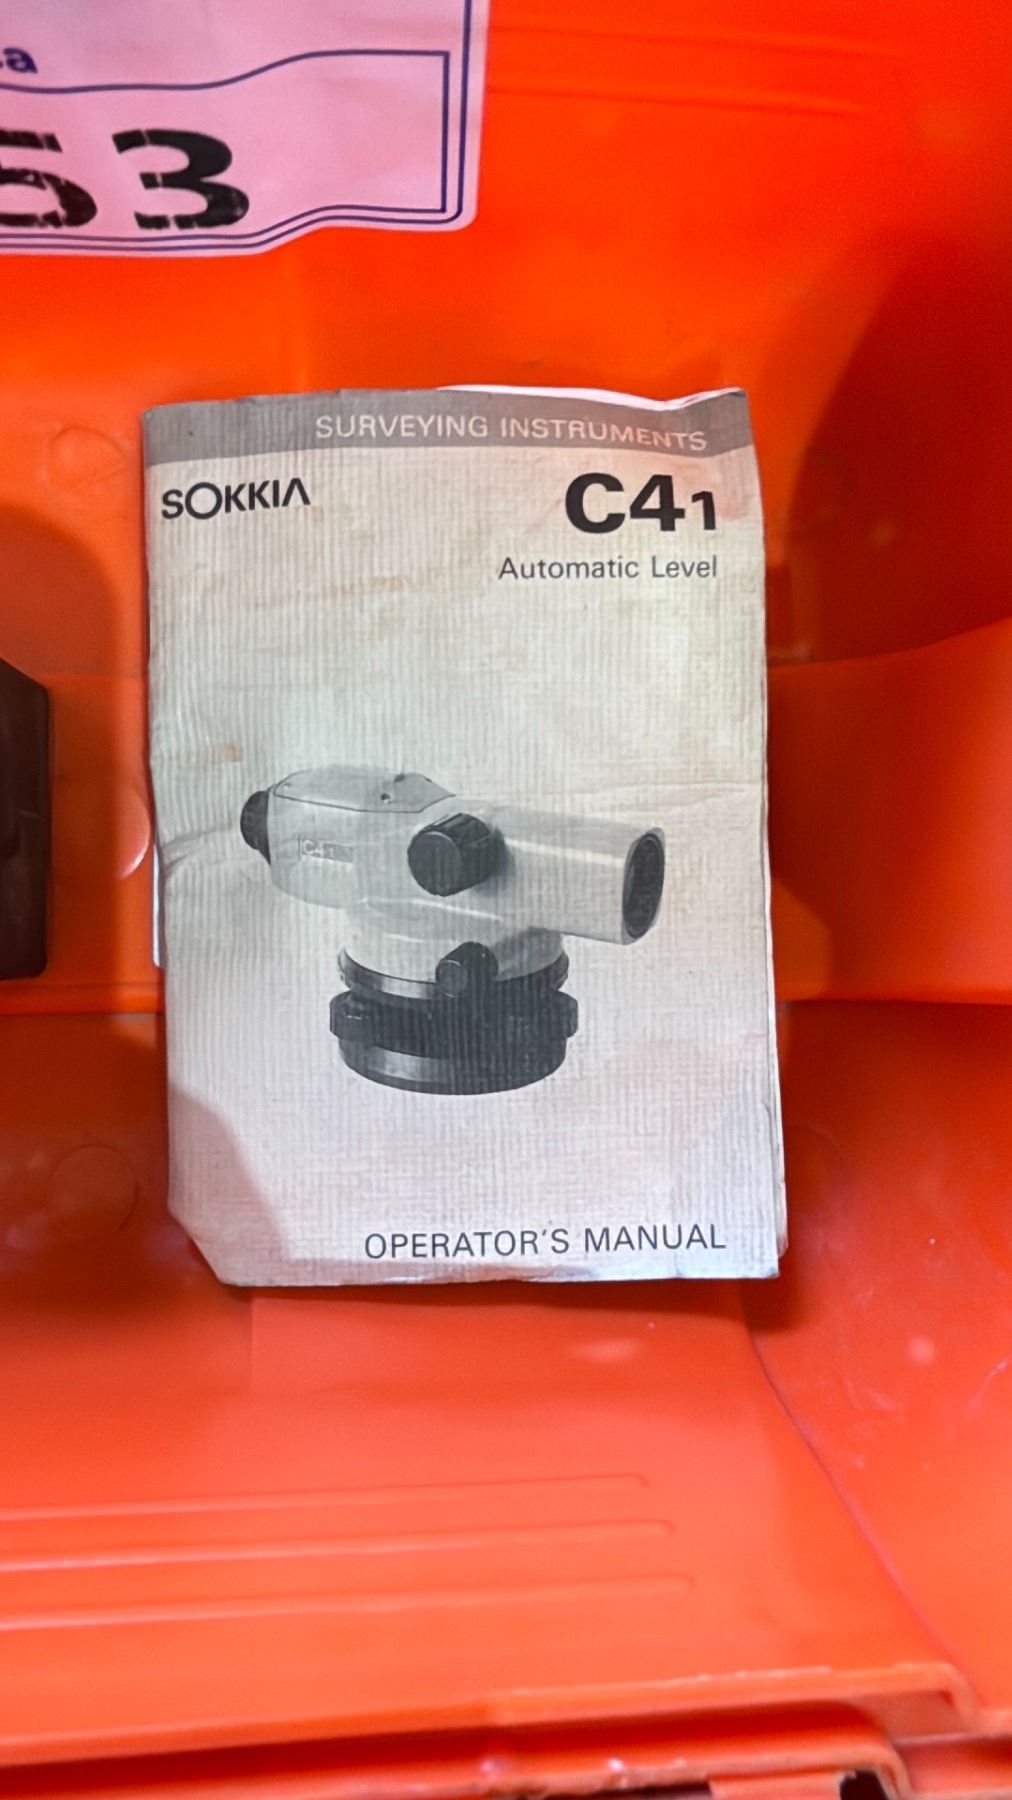 53
SURVEYING INSTRUMENTS
SOKKIA
C41
Automatic Level
C41
OPERATOR'S MANUAL